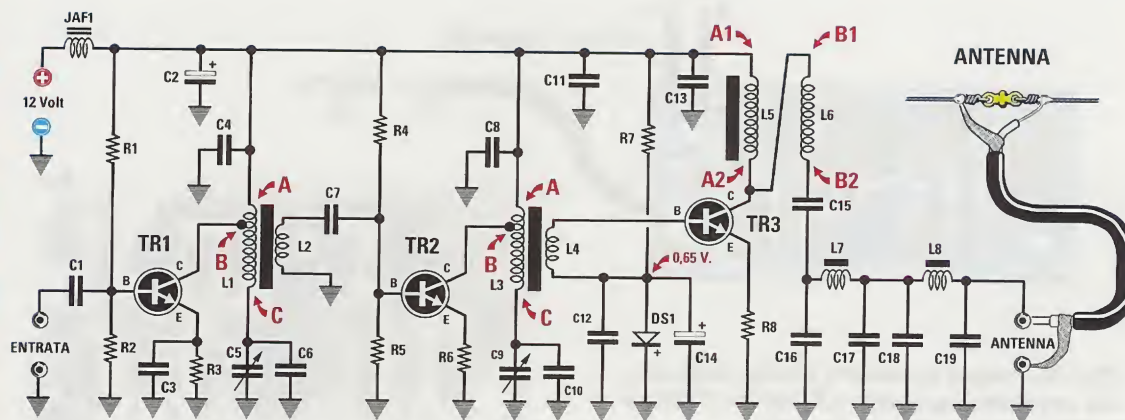 JAF1
12 Volt
R1
C2
+
C4
A
B
C
TR1
B
C
E
C1
ENTRATA
R2
C3
R3
C5
C6
L1
L2
C7
R4
R5
TR2
B
C
E
R6
C8
A
B
C
L3
L4
C9
C10
C11
R7
C13
A1
A2
L5
B1
B2
L6
TR3
B
C
E
0,65 V.
C12
DS1
+
C14
+
R8
C15
L7
L8
C16
C17
C18
C19
ANTENNA
ANTENNA